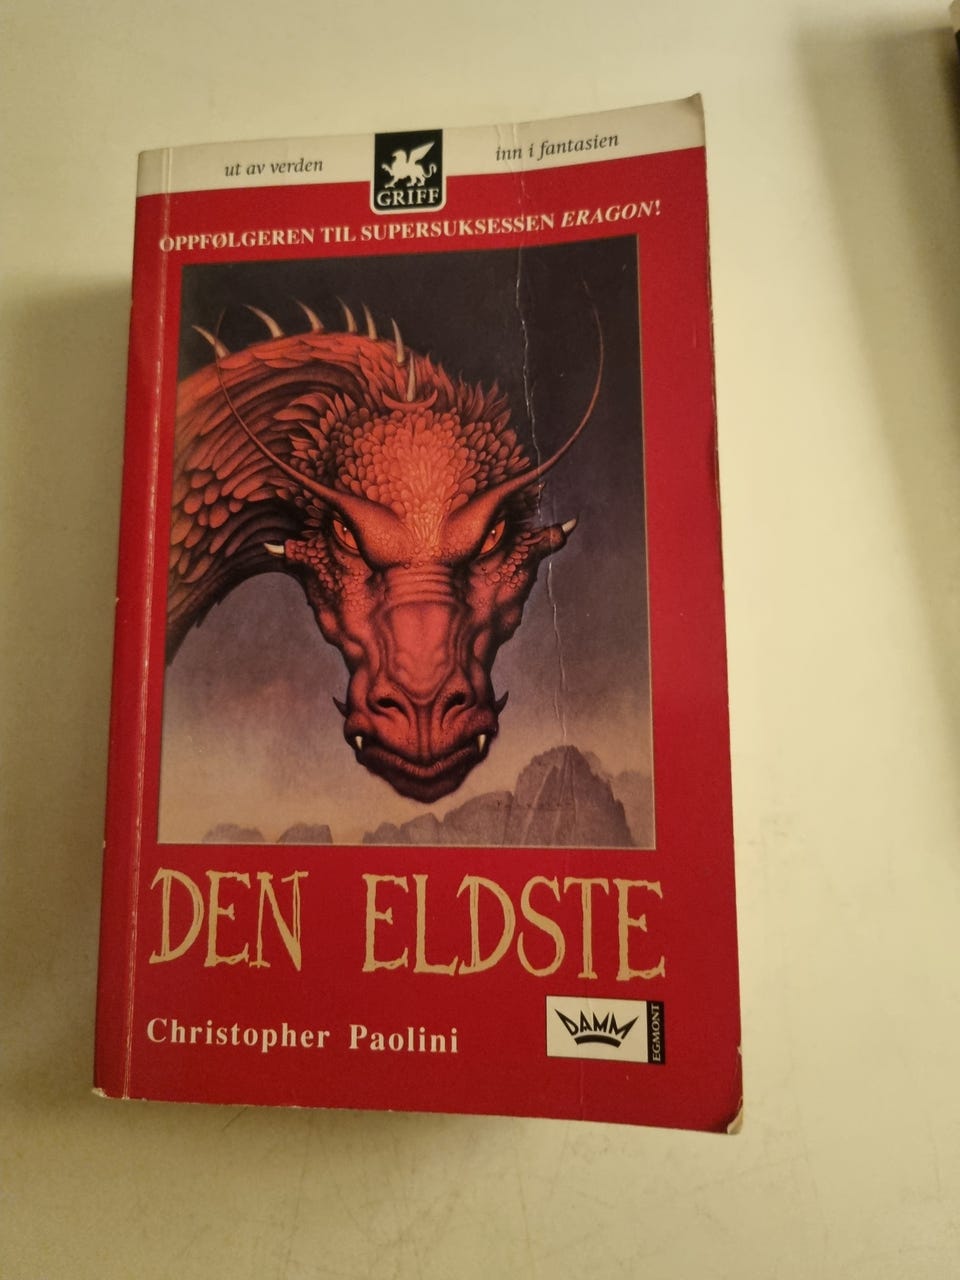 ut av verden
GRIFF
inn i fantasien
OPPFØLGEREN TIL SUPERSUKSESSEN ERAGON!
DEN ELDSTE
Christopher Paolini
DAMM
EGMONT